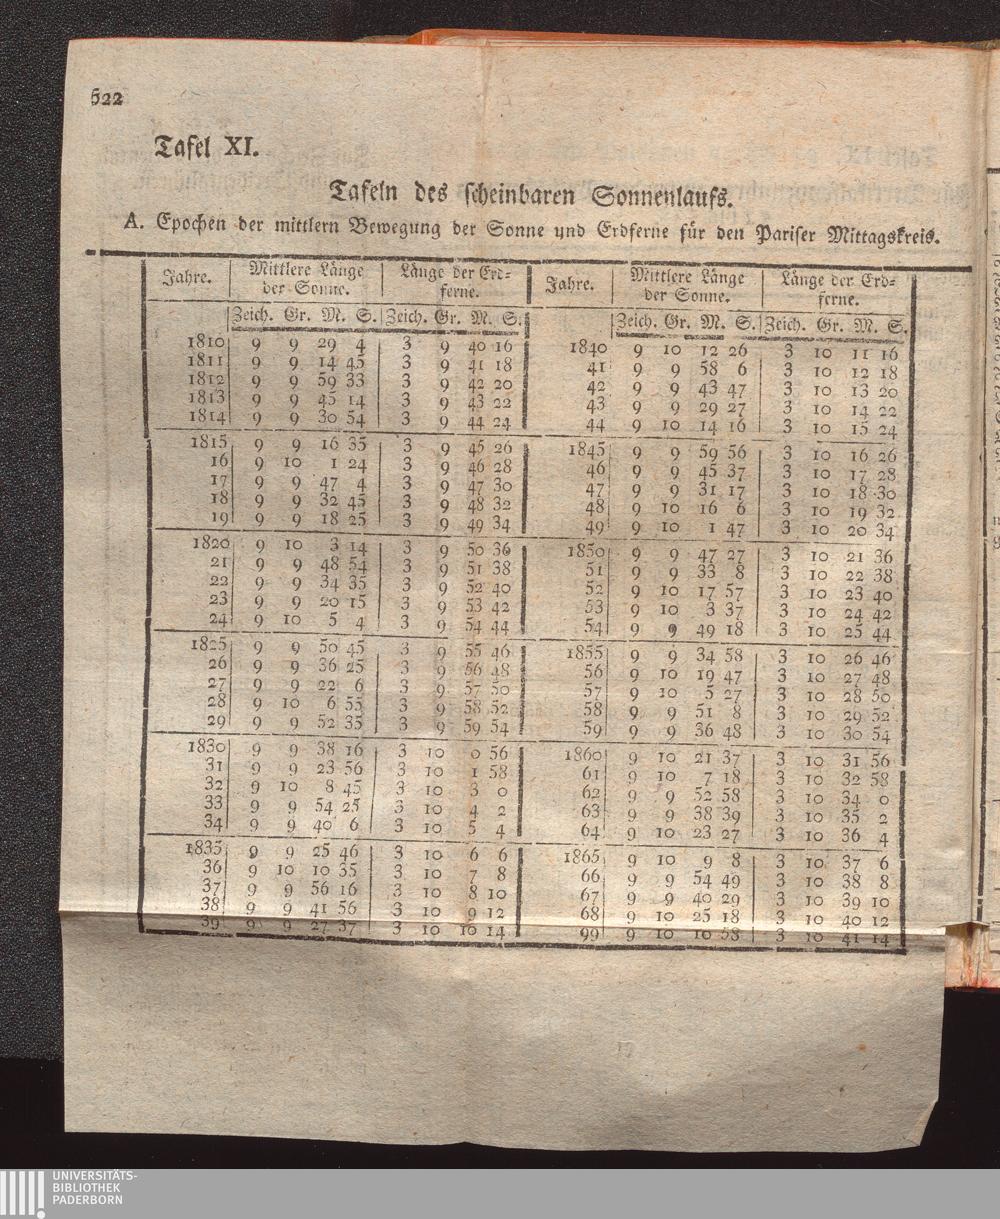 522
Tafel XI.
Tafeln des scheinbaren Sonnenlaufs.
A. Epochen der mittlern Bewegung der Sonne und Erdferne für den Pariser Mittagskreis.
Jahre. Mittlere Länge der Sonne. Länge der Erdferne. Jahre. Mittlere Länge der Sonne. Länge der Erdferne.
Zeich. Gr. M. S. Zeich. Gr. M. S. Zeich. Gr. M. S. Zeich. Gr. M. S.
1810 9 9 29 4 3 9 40 16 1840 9 10 12 26 3 10 11 16
1811 9 9 14 45 3 9 41 18 41 9 9 58 6 3 10 12 18
1812 9 9 59 33 3 9 42 20 42 9 9 43 47 3 10 13 20
1813 9 9 45 14 3 9 43 22 43 9 9 29 27 3 10 14 22
1814 9 9 30 54 3 9 44 24 44 9 10 14 16 3 10 15 24
1815 9 9 16 35 3 9 45 26 1845 9 9 59 56 3 10 16 26
16 9 10 1 24 3 9 46 28 46 9 9 45 37 3 10 17 28
17 9 9 47 4 3 9 47 30 47 9 9 31 17 3 10 18 30
18 9 9 32 45 3 9 48 32 48 9 10 16 6 3 10 19 32
19 9 9 18 25 3 9 49 34 49 9 10 1 47 3 10 20 34
1820 9 10 3 14 3 9 50 36 1850 9 9 47 27 3 10 21 36
21 9 9 48 54 3 9 51 38 51 9 9 33 8 3 10 22 38
22 9 9 34 35 3 9 52 40 52 9 10 17 57 3 10 23 40
23 9 9 20 15 3 9 53 42 53 9 10 3 37 3 10 24 42
24 9 10 5 4 3 9 54 44 54 9 9 49 18 3 10 25 44
1825 9 9 50 45 3 9 55 46 1855 9 9 34 58 3 10 26 46
26 9 9 36 25 3 9 56 48 56 9 10 19 47 3 10 27 48
27 9 9 22 6 3 9 57 50 57 9 10 5 27 3 10 28 50
28 9 10 6 55 3 9 58 52 58 9 9 51 8 3 10 29 52
29 9 9 52 35 3 9 59 54 59 9 9 36 48 3 10 30 54
1830 9 9 38 16 3 10 0 56 1860 9 10 21 37 3 10 31 56
31 9 9 23 56 3 10 1 58 61 9 10 7 18 3 10 32 58
32 9 10 8 45 3 10 3 0 62 9 9 52 58 3 10 34 0
33 9 9 54 25 3 10 4 2 63 9 9 38 39 3 10 35 2
34 9 9 40 6 3 10 5 4 64 9 10 23 27 3 10 36 4
1835 9 9 25 46 3 10 6 6 1865 9 10 9 8 3 10 37 6
36 9 10 10 35 3 10 7 8 66 9 9 54 49 3 10 38 8
37 9 9 56 16 3 10 8 10 67 9 9 40 29 3 10 39 10
38 9 9 41 56 3 10 9 12 68 9 10 25 18 3 10 40 12
39 9 9 27 37 3 10 10 14 99 9 10 10 58 3 10 41 14
UNIVERSITÄTS-
BIBLIOTHEK
PADERBORN